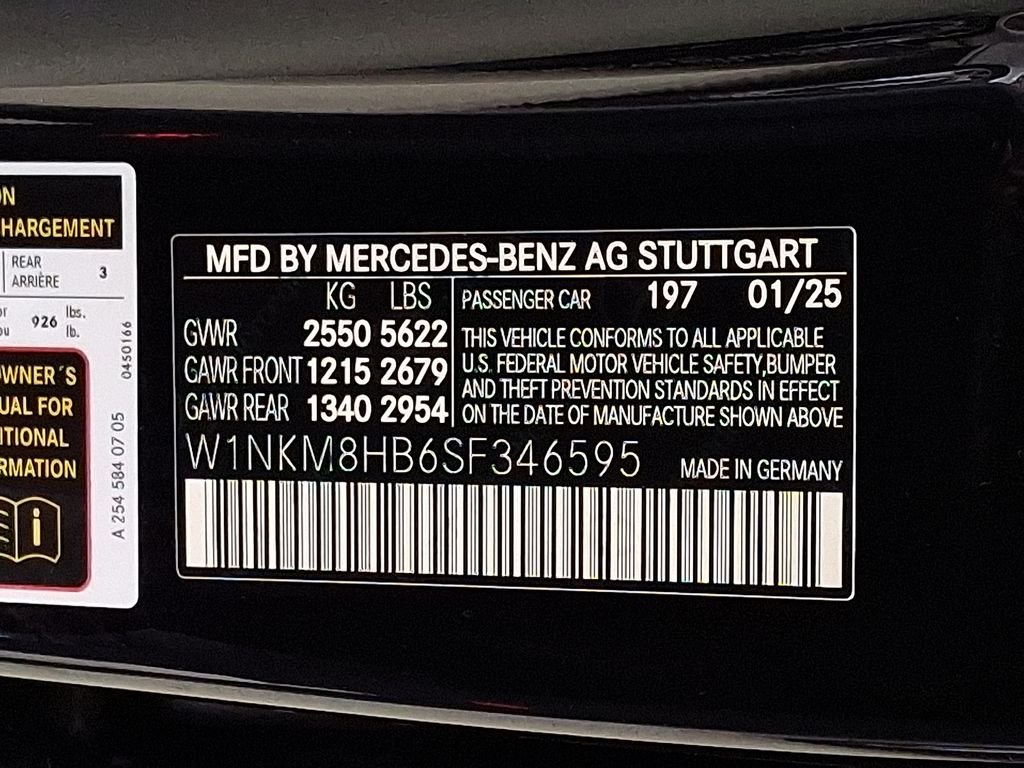 ON
HARGEMENT
REAR
ARRIÈRE 3
or
ou 926 lbs.
lb.
OWNER´S
UAL FOR
ITIONAL
RMATION
0450166
A 254 584 07 05
MFD BY MERCEDES-BENZ AG STUTTGART
KG LBS
GVWR 2550 5622
GAWR FRONT 1215 2679
GAWR REAR 1340 2954
PASSENGER CAR 197 01/25
THIS VEHICLE CONFORMS TO ALL APPLICABLE
U.S. FEDERAL MOTOR VEHICLE SAFETY,BUMPER
AND THEFT PREVENTION STANDARDS IN EFFECT
ON THE DATE OF MANUFACTURE SHOWN ABOVE
W1NKM8HB6SF346595
MADE IN GERMANY